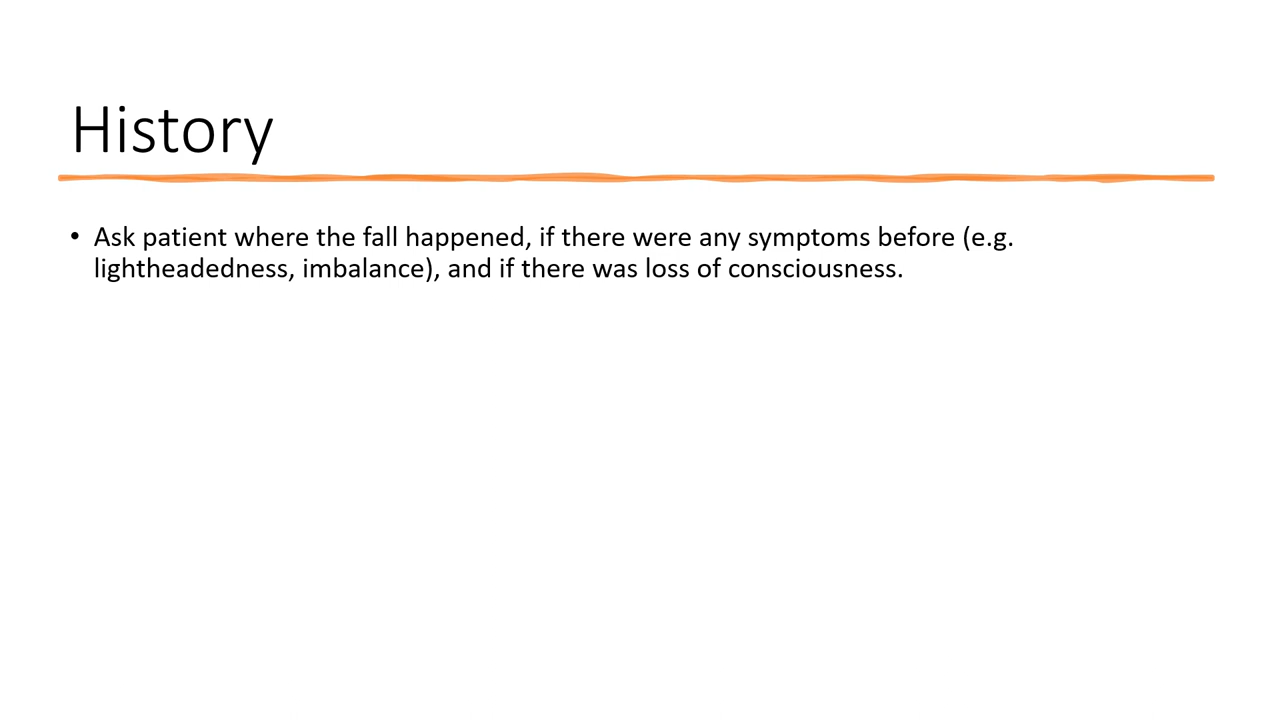 History
• Ask patient where the fall happened, if there were any symptoms before (e.g.
lightheadedness, imbalance), and if there was loss of consciousness.